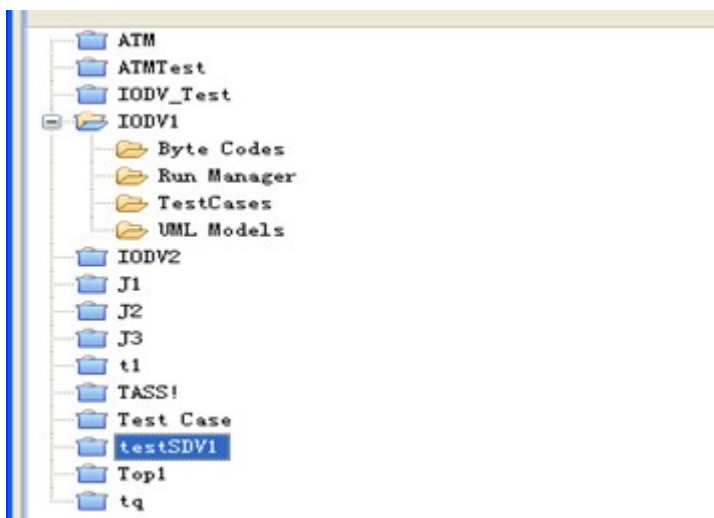 ATM
ATMTest
IODV_Test
IODV1
Byte Codes
Run Manager
TestCases
UML Models
IODV2
J1
J2
J3
t1
TASS!
Test Case
testSDV1
Top1
tq